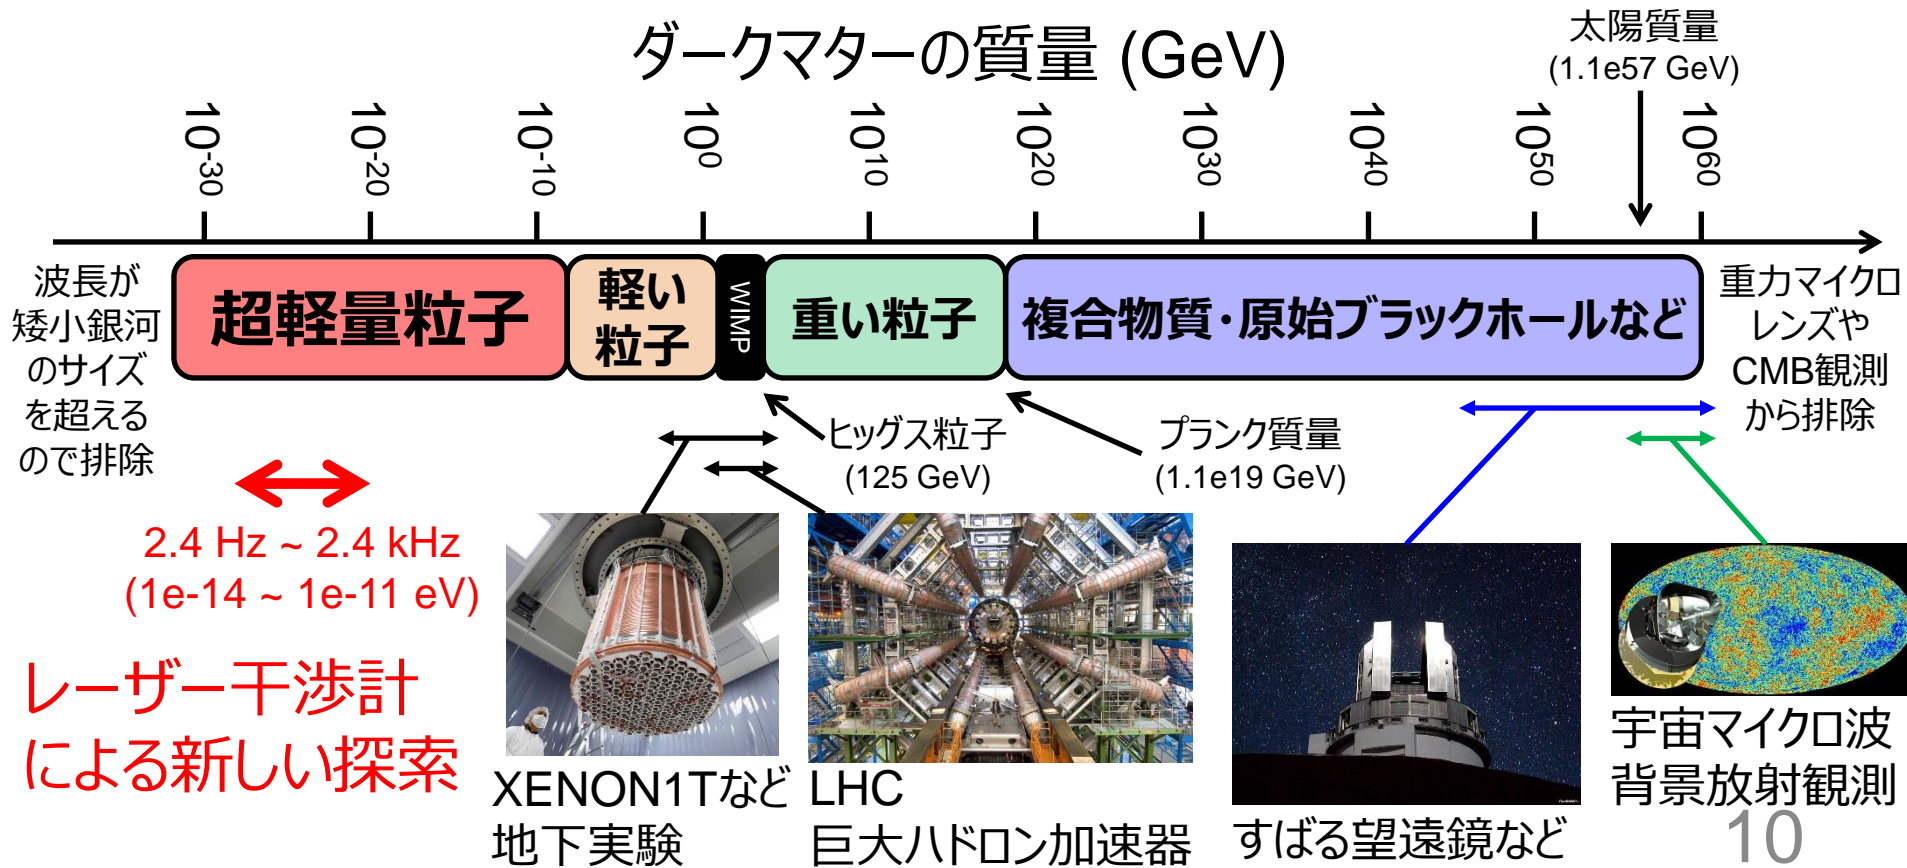 ダークマターの質量 (GeV)
太陽質量
(1.1e57 GeV)
10-30
10-20
10-10
100
1010
1020
1030
1040
1050
1060
波長が
矮小銀河
のサイズ
を超える
ので排除
超軽量粒子
軽い
粒子
WIMP
重い粒子
複合物質・原始ブラックホールなど
重力マイクロ
レンズや
CMB観測
から排除
ヒッグス粒子
(125 GeV)
プランク質量
(1.1e19 GeV)
2.4 Hz ~ 2.4 kHz
(1e-14 ~ 1e-11 eV)
レーザー干渉計
による新しい探索
XENON1Tなど
地下実験
LHC
巨大ハドロン加速器
すばる望遠鏡など
宇宙マイクロ波
背景放射観測
10